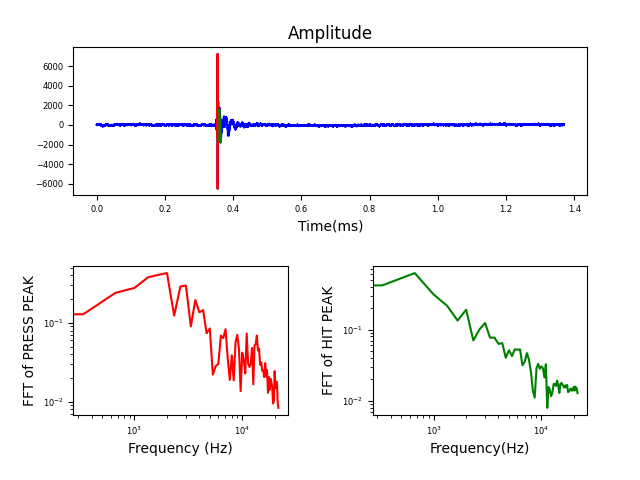 Amplitude
6000
4000
2000
0
−2000
−4000
−6000
0.0 0.2 0.4 0.6 0.8 1.0 1.2 1.4
Time(ms)
FFT of PRESS PEAK
10⁻¹
10⁻²
10³ 10⁴
Frequency (Hz)
FFT of HIT PEAK
10⁻¹
10⁻²
10³ 10⁴
Frequency(Hz)